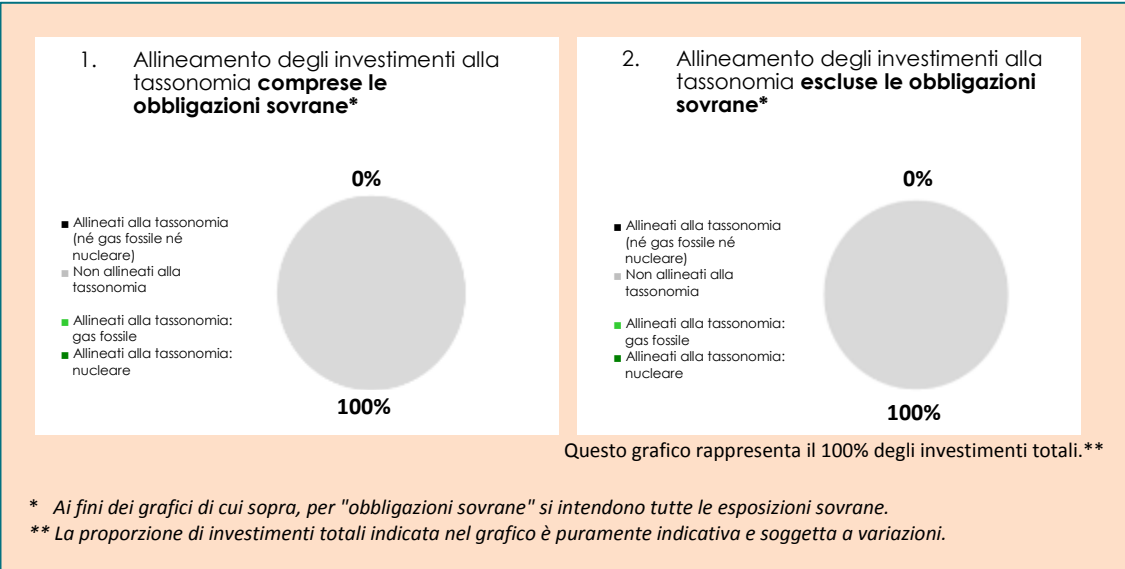 1. Allineamento degli investimenti alla
tassonomia comprese le
obbligazioni sovrane*
0%
Allineati alla tassonomia
(né gas fossile né
nucleare)
Non allineati alla
tassonomia
Allineati alla tassonomia:
gas fossile
Allineati alla tassonomia:
nucleare
100%
2. Allineamento degli investimenti alla
tassonomia escluse le obbligazioni
sovrane*
0%
Allineati alla tassonomia
(né gas fossile né
nucleare)
Non allineati alla
tassonomia
Allineati alla tassonomia:
gas fossile
Allineati alla tassonomia:
nucleare
100%
Questo grafico rappresenta il 100% degli investimenti totali.**
* Ai fini dei grafici di cui sopra, per "obbligazioni sovrane" si intendono tutte le esposizioni sovrane.
** La proporzione di investimenti totali indicata nel grafico è puramente indicativa e soggetta a variazioni.